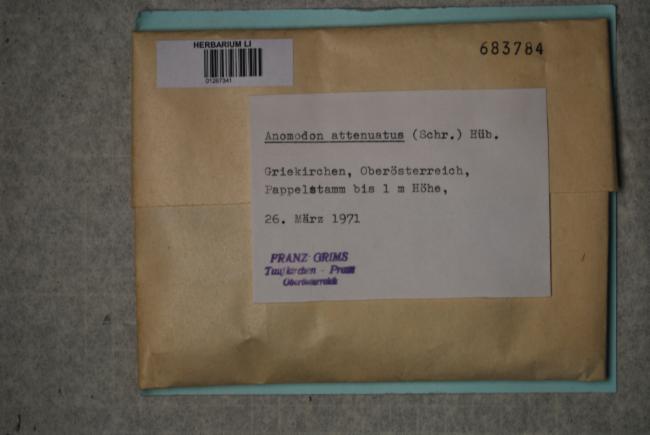 HERBARIUM LI
01267341
683784
Anomodon attenuatus (Schr.) Hüb.
Griekirchen, Oberösterreich,
Pappelstamm bis 1 m Höhe,
26. März 1971
FRANZ GRIMS
Taufkirchen - Pram
Oberösterreich